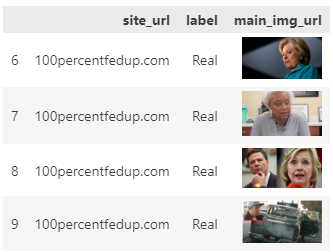 site_url label main_img_url
6 100percentfedup.com Real
7 100percentfedup.com Real
8 100percentfedup.com Real
9 100percentfedup.com Real